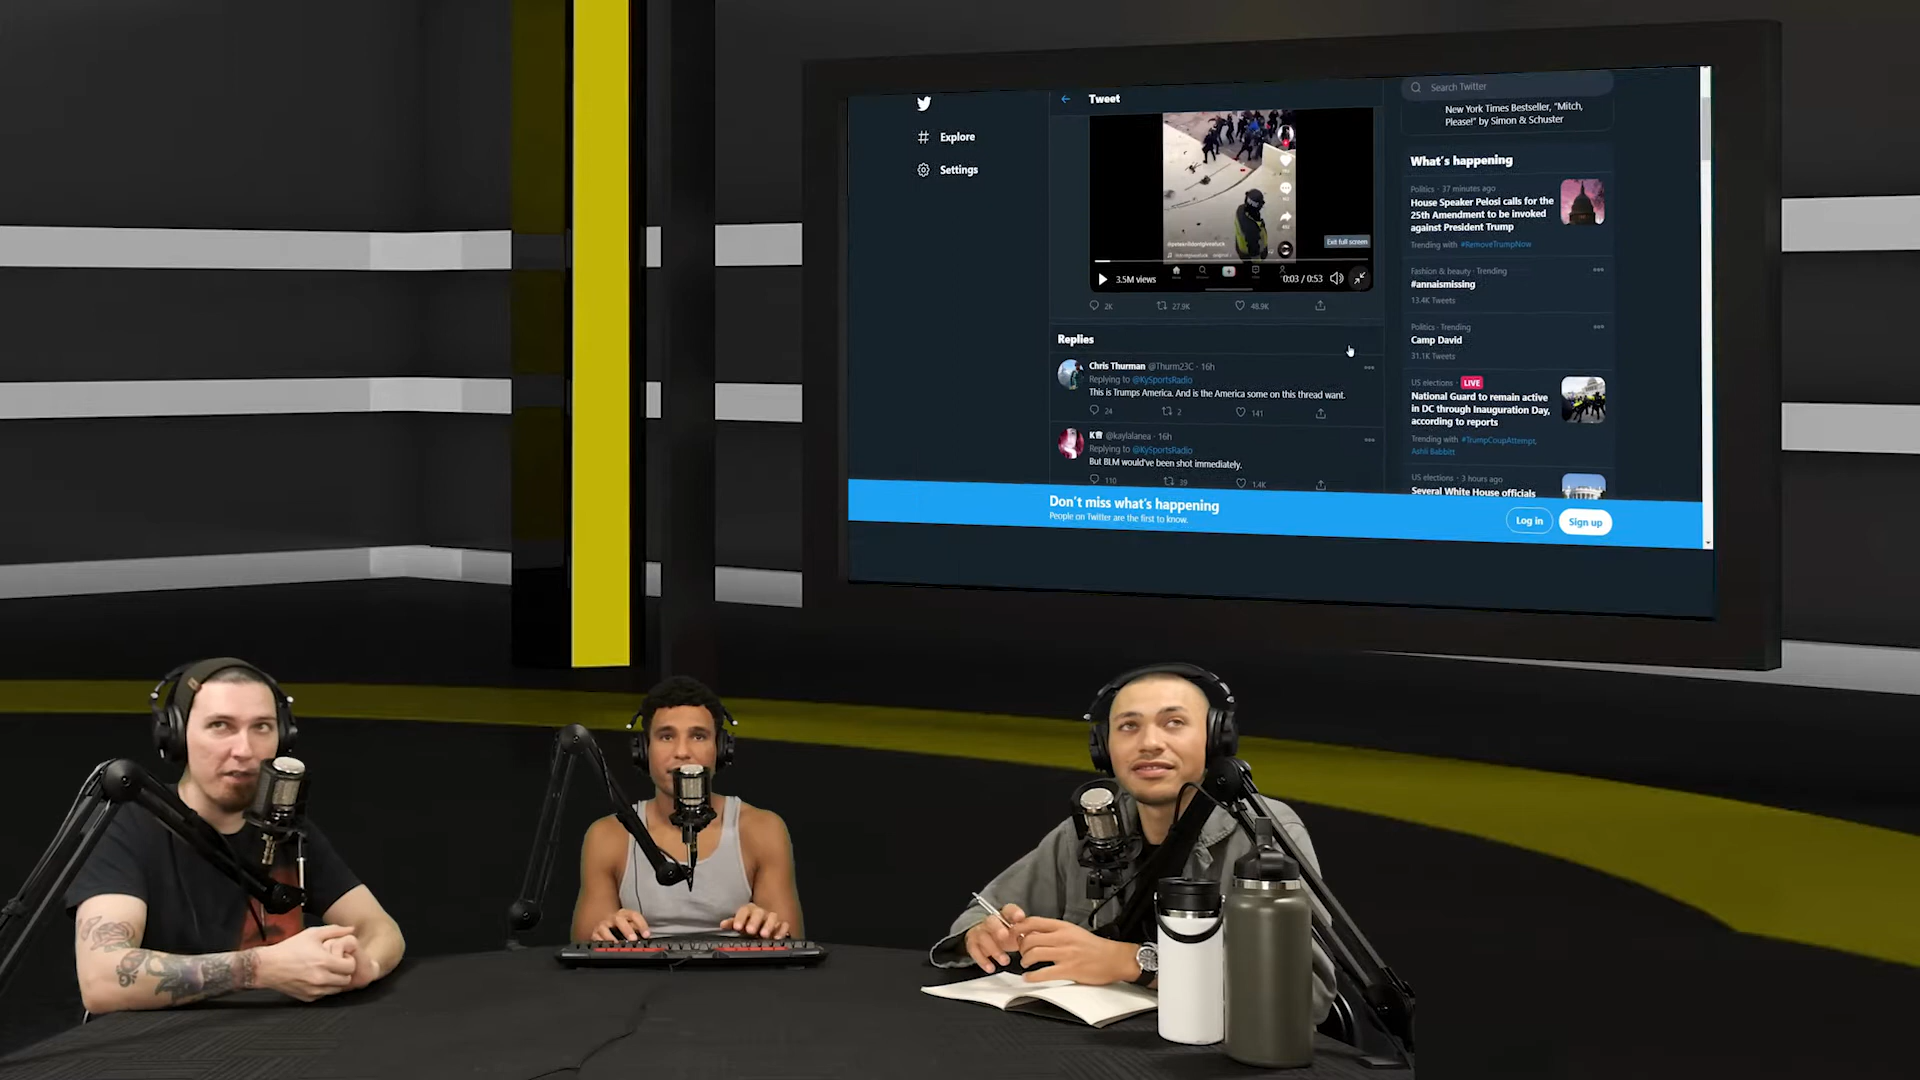 Explore
Settings
Tweet
Exit full screen
3.5M views
0:03 / 0:53
2K
27.9K
48.9K
Replies
Chris Thurman @Thurm23C · 16h
Replying to @KySportsRadio
This is Trumps America. And is the America some on this thread want.
24
2
141
K @kaylalanea · 16h
Replying to @KySportsRadio
But BLM would've been shot immediately.
110
39
1.4K
Search Twitter
New York Times Bestseller, "Mitch,
Please!" by Simon & Schuster
What's happening
Politics · 37 minutes ago
House Speaker Pelosi calls for the
25th Amendment to be invoked
against President Trump
Trending with #RemoveTrumpNow
Fashion & beauty · Trending
#annaismissing
13.4K Tweets
Politics · Trending
Camp David
31.1K Tweets
US elections · LIVE
National Guard to remain active
in DC through Inauguration Day,
according to reports
Trending with #TrumpCoupAttempt,
Ashli Babbitt
US elections · 3 hours ago
Several White House officials
Don't miss what's happening
People on Twitter are the first to know.
Log in
Sign up